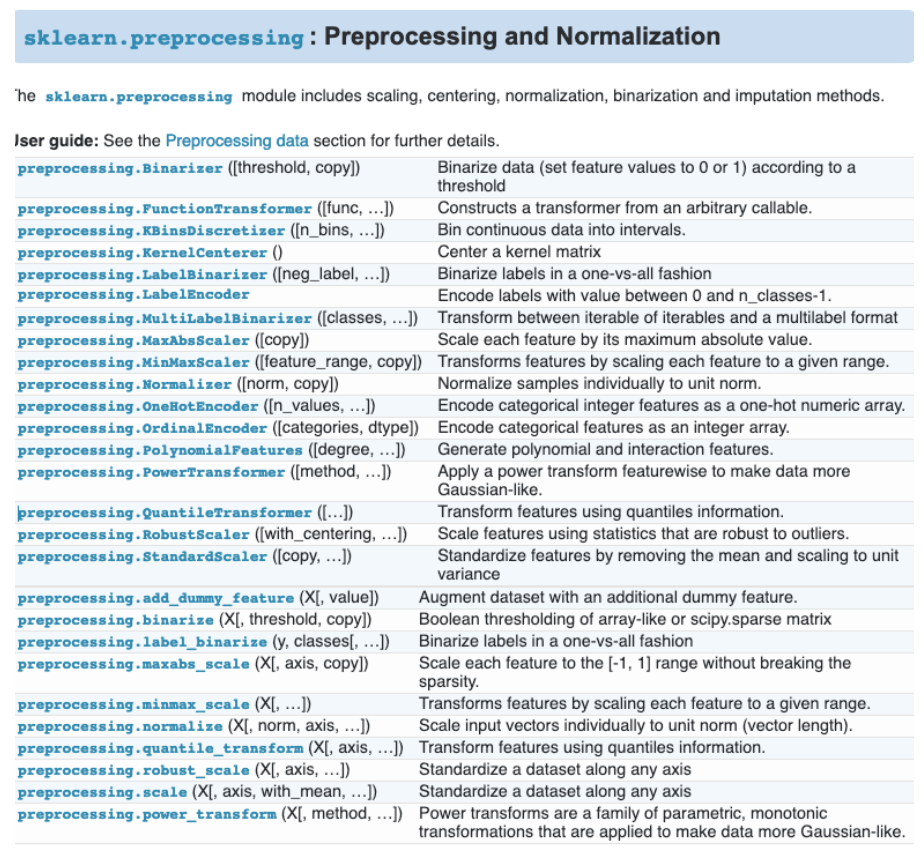 sklearn.preprocessing : Preprocessing and Normalization
he sklearn.preprocessing module includes scaling, centering, normalization, binarization and imputation methods.
ser guide: See the Preprocessing data section for further details.
preprocessing.Binarizer ([threshold, copy]) Binarize data (set feature values to 0 or 1) according to a
threshold
preprocessing.FunctionTransformer ([func, …]) Constructs a transformer from an arbitrary callable.
preprocessing.KBinsDiscretizer ([n_bins, …]) Bin continuous data into intervals.
preprocessing.KernelCenterer () Center a kernel matrix
preprocessing.LabelBinarizer ([neg_label, …]) Binarize labels in a one-vs-all fashion
preprocessing.LabelEncoder Encode labels with value between 0 and n_classes-1.
preprocessing.MultiLabelBinarizer ([classes, …]) Transform between iterable of iterables and a multilabel format
preprocessing.MaxAbsScaler ([copy]) Scale each feature by its maximum absolute value.
preprocessing.MinMaxScaler ([feature_range, copy]) Transforms features by scaling each feature to a given range.
preprocessing.Normalizer ([norm, copy]) Normalize samples individually to unit norm.
preprocessing.OneHotEncoder ([n_values, …]) Encode categorical integer features as a one-hot numeric array.
preprocessing.OrdinalEncoder ([categories, dtype]) Encode categorical features as an integer array.
preprocessing.PolynomialFeatures ([degree, …]) Generate polynomial and interaction features.
preprocessing.PowerTransformer ([method, …]) Apply a power transform featurewise to make data more
Gaussian-like.
preprocessing.QuantileTransformer ([…]) Transform features using quantiles information.
preprocessing.RobustScaler ([with_centering, …]) Scale features using statistics that are robust to outliers.
preprocessing.StandardScaler ([copy, …]) Standardize features by removing the mean and scaling to unit
variance
preprocessing.add_dummy_feature (X[, value]) Augment dataset with an additional dummy feature.
preprocessing.binarize (X[, threshold, copy]) Boolean thresholding of array-like or scipy.sparse matrix
preprocessing.label_binarize (y, classes[, …]) Binarize labels in a one-vs-all fashion
preprocessing.maxabs_scale (X[, axis, copy]) Scale each feature to the [-1, 1] range without breaking the
sparsity.
preprocessing.minmax_scale (X[, …]) Transforms features by scaling each feature to a given range.
preprocessing.normalize (X[, norm, axis, …]) Scale input vectors individually to unit norm (vector length).
preprocessing.quantile_transform (X[, axis, …]) Transform features using quantiles information.
preprocessing.robust_scale (X[, axis, …]) Standardize a dataset along any axis
preprocessing.scale (X[, axis, with_mean, …]) Standardize a dataset along any axis
preprocessing.power_transform (X[, method, …]) Power transforms are a family of parametric, monotonic
transformations that are applied to make data more Gaussian-like.